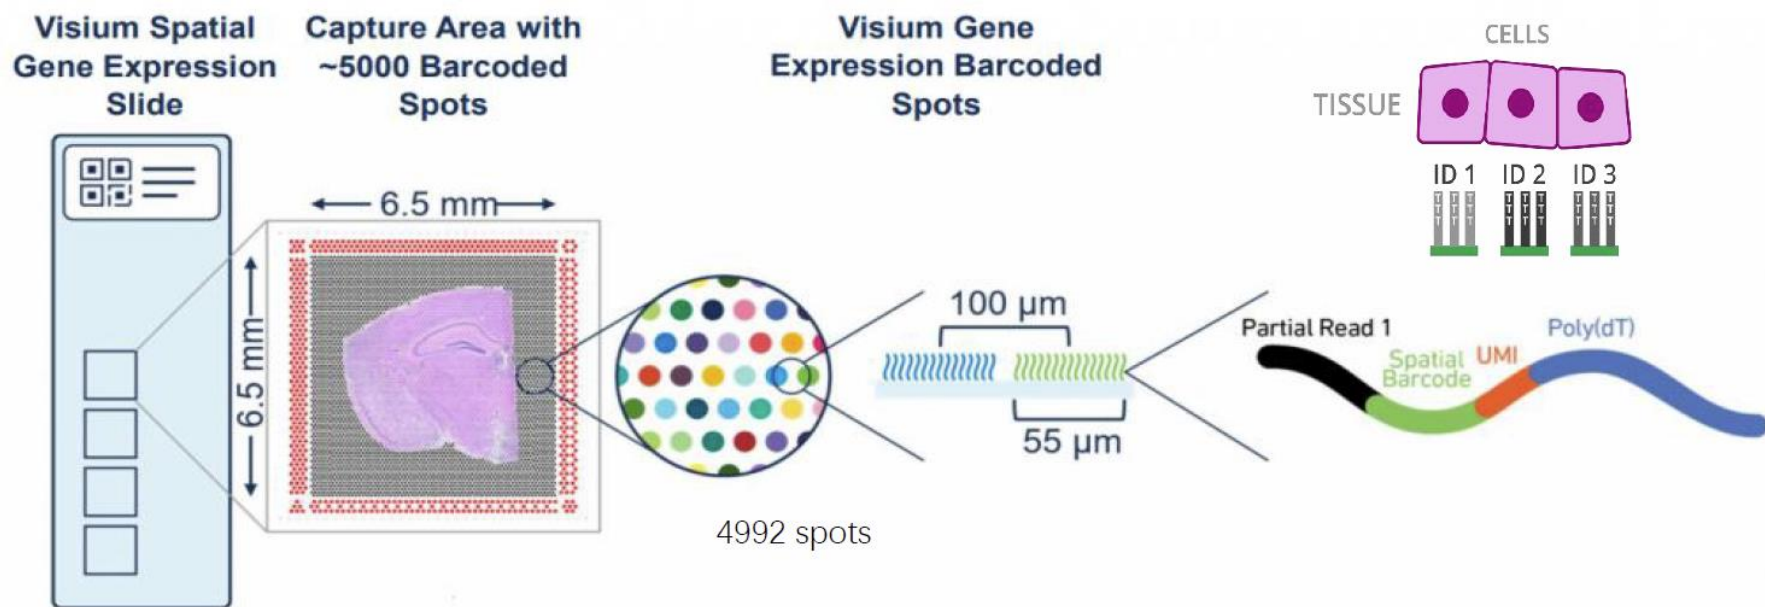 Visium Spatial
Gene Expression
Slide
Capture Area with
~5000 Barcoded
Spots
Visium Gene
Expression Barcoded
Spots
CELLS
TISSUE
ID 1
ID 2
ID 3
T T T
T T T
T T T
T T T
T T T
T T T
T T T
T T T
T T T
6.5 mm
6.5 mm
100 µm
55 µm
Partial Read 1
Spatial
Barcode
UMI
Poly(dT)
4992 spots